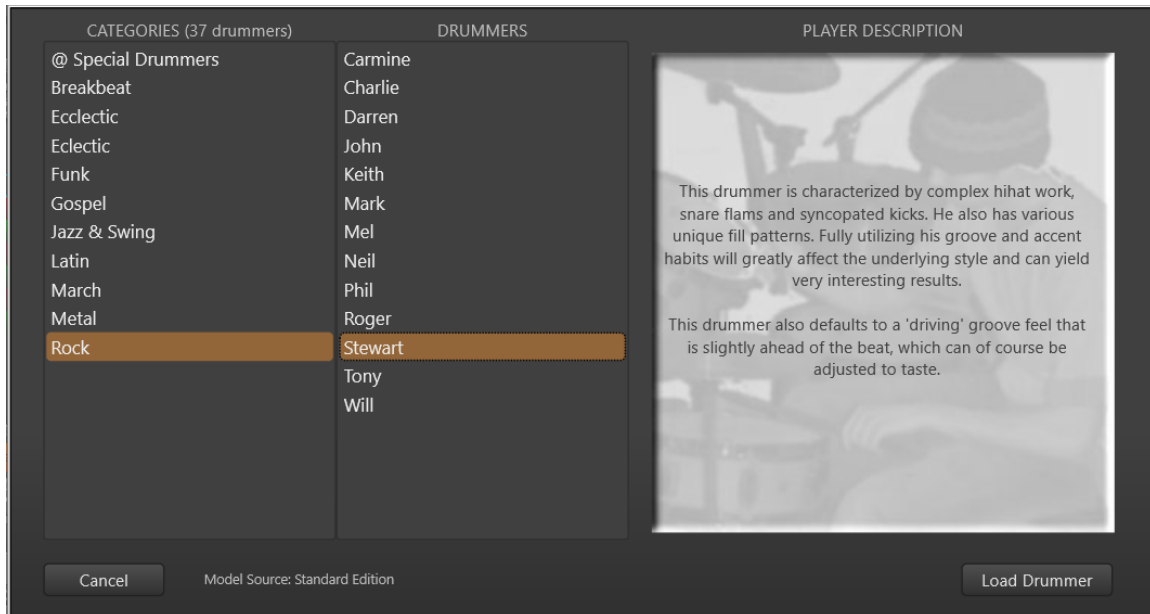 CATEGORIES (37 drummers)
@ Special Drummers
Breakbeat
Ecclectic
Eclectic
Funk
Gospel
Jazz & Swing
Latin
March
Metal
Rock
DRUMMERS
Carmine
Charlie
Darren
John
Keith
Mark
Mel
Neil
Phil
Roger
Stewart
Tony
Will
PLAYER DESCRIPTION
This drummer is characterized by complex hihat work,
snare flams and syncopated kicks. He also has various
unique fill patterns. Fully utilizing his groove and accent
habits will greatly affect the underlying style and can yield
very interesting results.
This drummer also defaults to a 'driving' groove feel that
is slightly ahead of the beat, which can of course be
adjusted to taste.
Cancel
Model Source: Standard Edition
Load Drummer